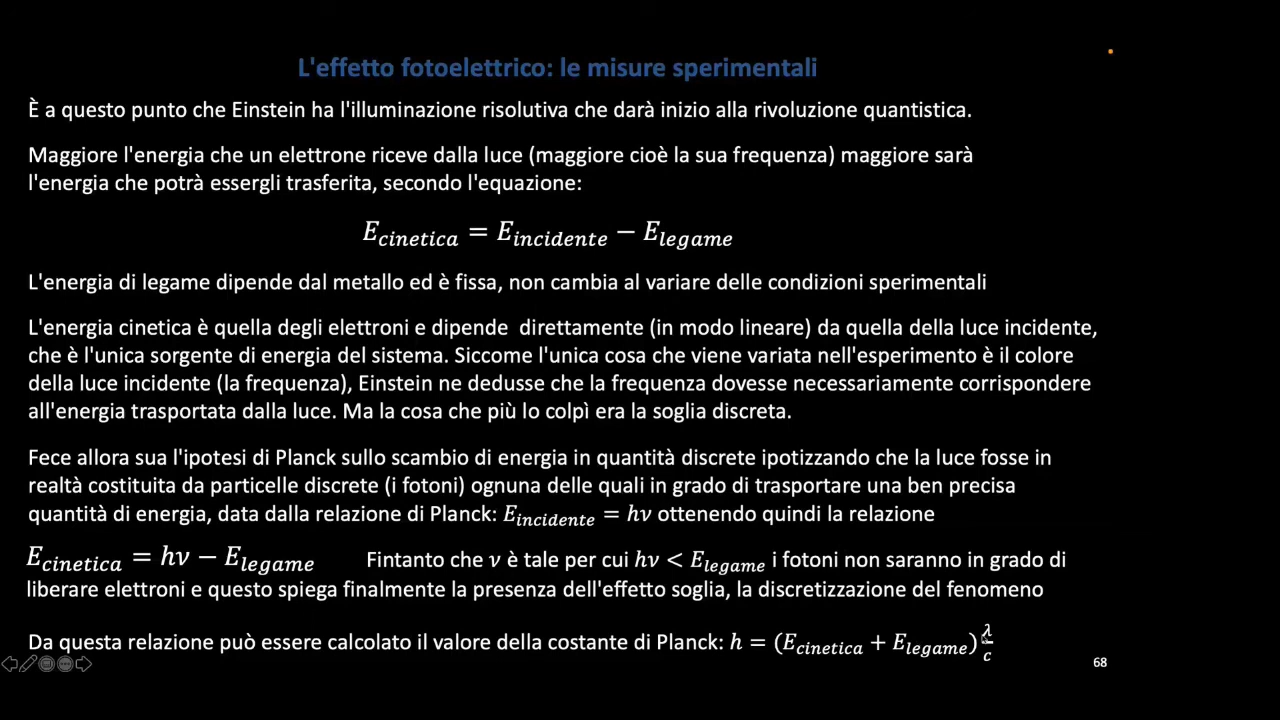 L'effetto fotoelettrico: le misure sperimentali
È a questo punto che Einstein ha l'illuminazione risolutiva che darà inizio alla rivoluzione quantistica.
Maggiore l'energia che un elettrone riceve dalla luce (maggiore cioè la sua frequenza) maggiore sarà
l'energia che potrà essergli trasferita, secondo l'equazione:
E_cinetica = E_incidente − E_legame
L'energia di legame dipende dal metallo ed è fissa, non cambia al variare delle condizioni sperimentali
L'energia cinetica è quella degli elettroni e dipende direttamente (in modo lineare) da quella della luce incidente,
che è l'unica sorgente di energia del sistema. Siccome l'unica cosa che viene variata nell'esperimento è il colore
della luce incidente (la frequenza), Einstein ne dedusse che la frequenza dovesse necessariamente corrispondere
all'energia trasportata dalla luce. Ma la cosa che più lo colpì era la soglia discreta.
Fece allora sua l'ipotesi di Planck sullo scambio di energia in quantità discrete ipotizzando che la luce fosse in
realtà costituita da particelle discrete (i fotoni) ognuna delle quali in grado di trasportare una ben precisa
quantità di energia, data dalla relazione di Planck: E_incidente = hν ottenendo quindi la relazione
E_cinetica = hν − E_legame Fintanto che ν è tale per cui hν < E_legame i fotoni non saranno in grado di
liberare elettroni e questo spiega finalmente la presenza dell'effetto soglia, la discretizzazione del fenomeno
Da questa relazione può essere calcolato il valore della costante di Planck: h = (E_cinetica + E_legame) λ/c
68